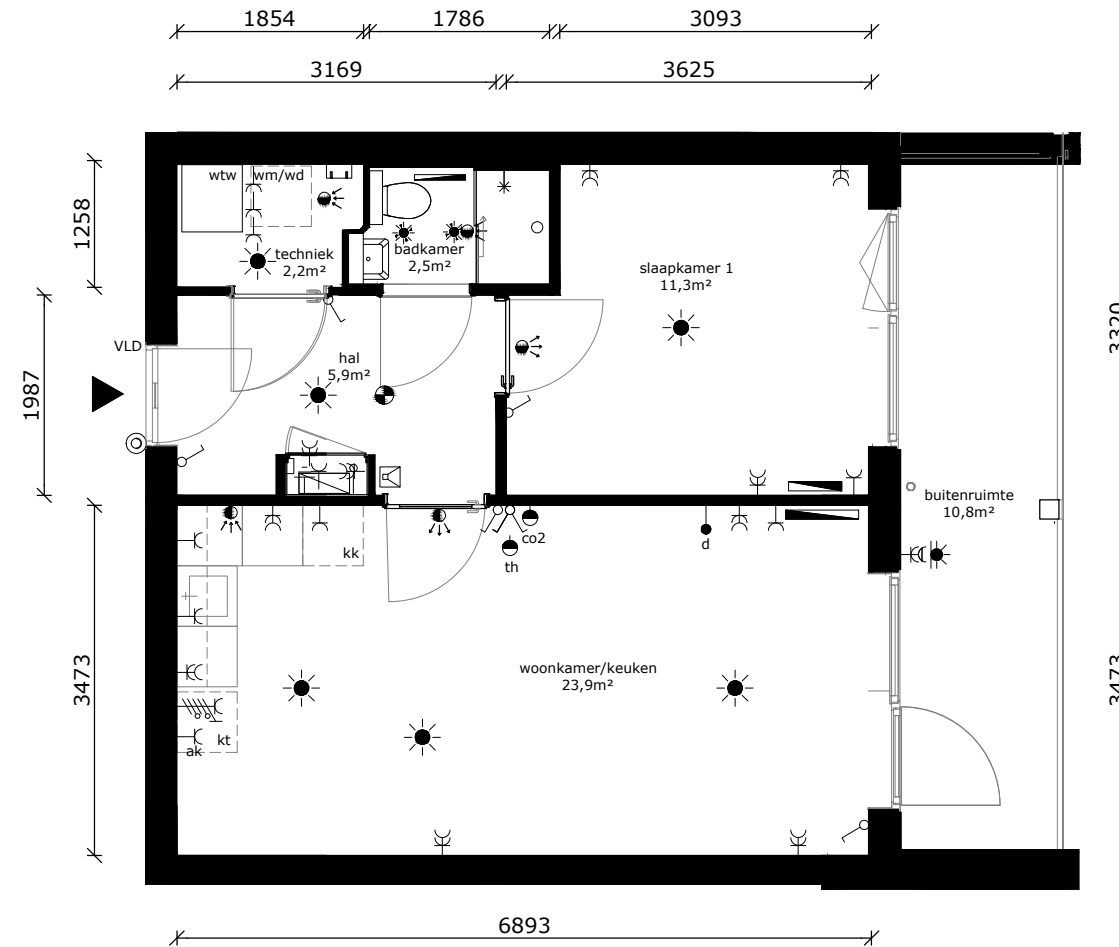 1854
1786
3093
3169
3625
1258
wtw
wm/wd
techniek
2,2m²
badkamer
2,5m²
slaapkamer 1
11,3m²
3320
VLD
hal
5,9m²
1987
buitenruimte
10,8m²
kk
co2
th
d
3473
woonkamer/keuken
23,9m²
3473
kt
ak
6893